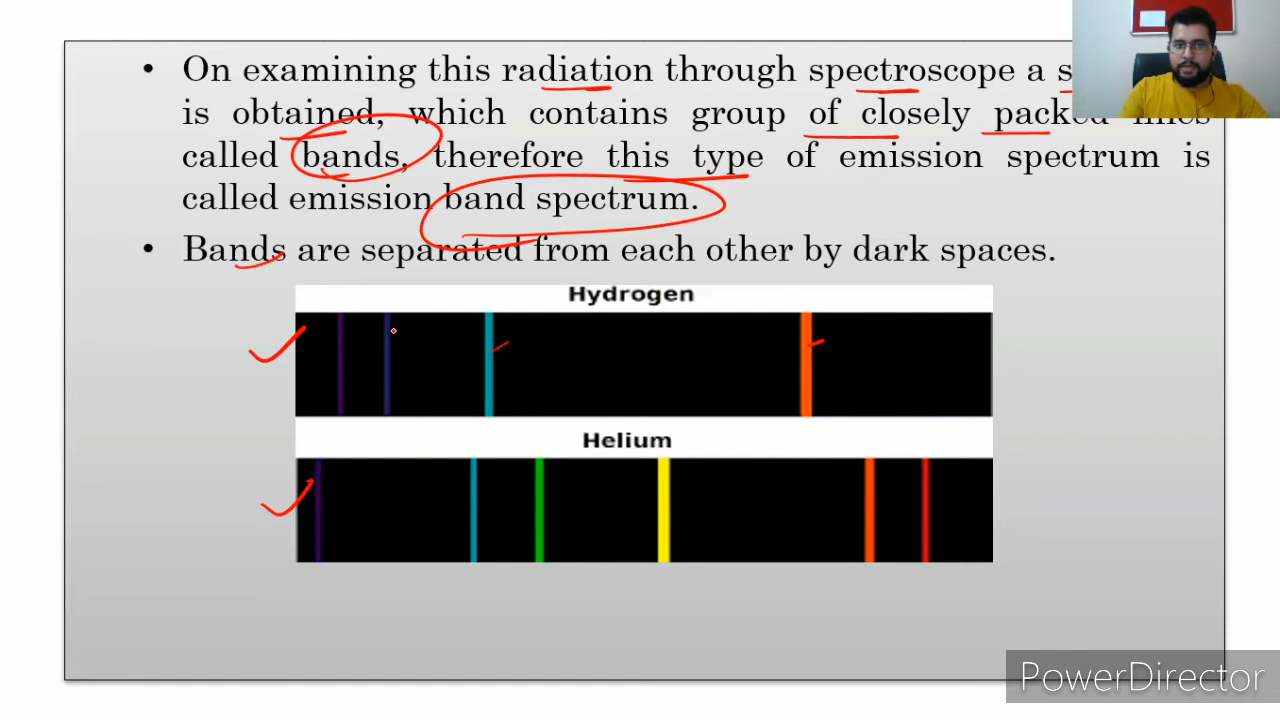 • On examining this radiation through spectroscope a
is obtained, which contains group of closely packed lines
called bands, therefore this type of emission spectrum is
called emission band spectrum.
• Bands are separated from each other by dark spaces.
Hydrogen
Helium
PowerDirector